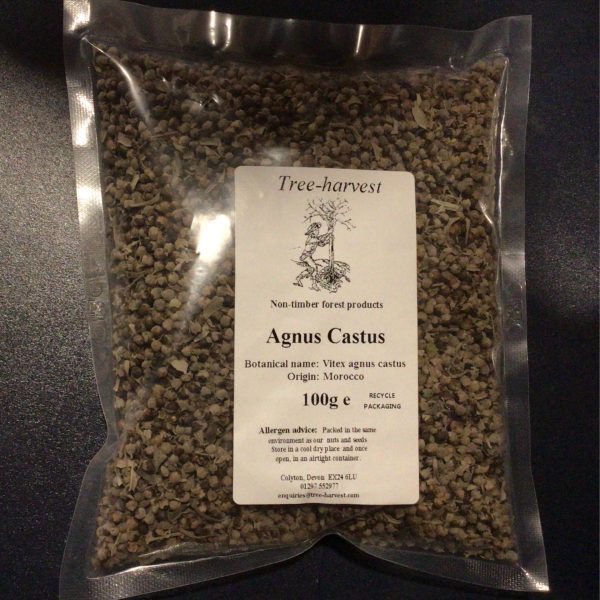 Tree-harvest
Non-timber forest products
Agnus Castus
Botanical name: Vitex agnus castus
Origin: Morocco
100g e
RECYCLE
PACKAGING
Allergen advice: Packed in the same
environment as our nuts and seeds
Store in a cool dry place and once
open, in an airtight container.
Colyton, Devon EX24 6LU
01297 552977
enquiries@tree-harvest.com